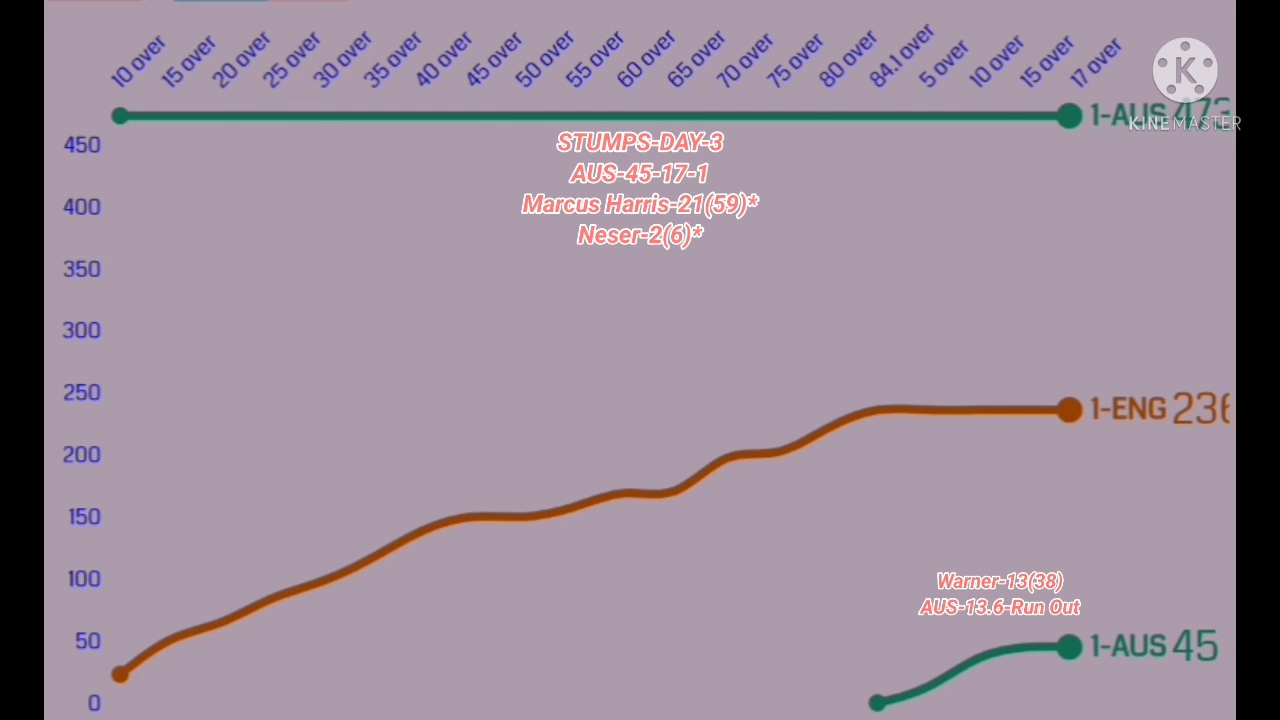 10 over 15 over 20 over 25 over 30 over 35 over 40 over 45 over 50 over 55 over 60 over 65 over 70 over 75 over 80 over 84.1 over 5 over 10 over 15 over 17 over
K
1-AUS 473
KINEMASTER
STUMPS-DAY-3
450
AUS-45-17-1
Marcus Harris-21(59)*
400
Neser-2(6)*
350
300
250
1-ENG 236
200
150
100
Warner-13(38)
AUS-13.6-Run Out
50
1-AUS 45
0